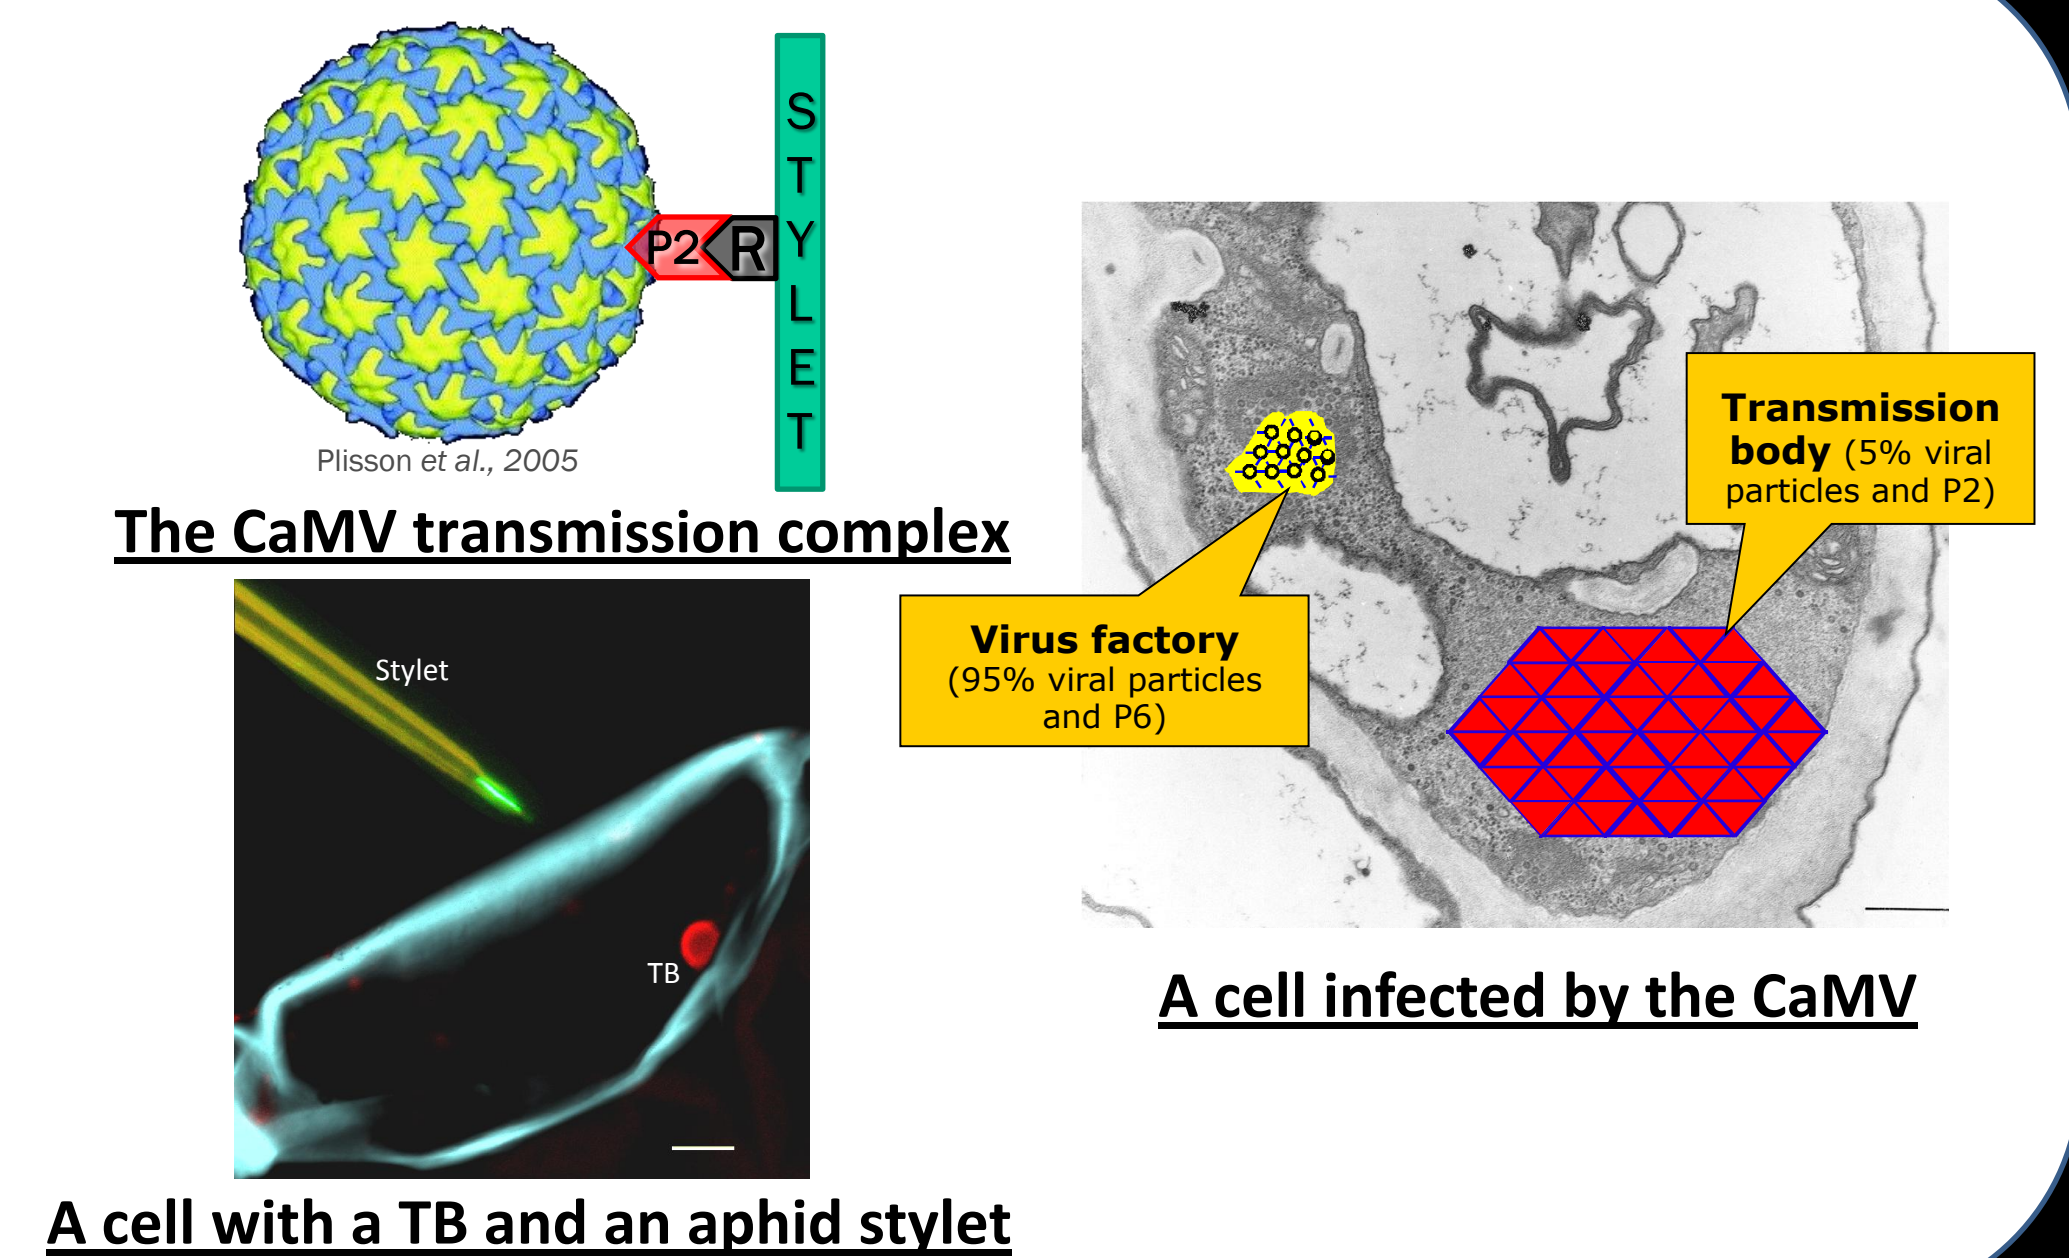 STYLET
P2
R
Plisson et al., 2005
The CaMV transmission complex
Stylet
TB
A cell with a TB and an aphid stylet
Transmission
body (5% viral
particles and P2)
Virus factory
(95% viral particles
and P6)
A cell infected by the CaMV